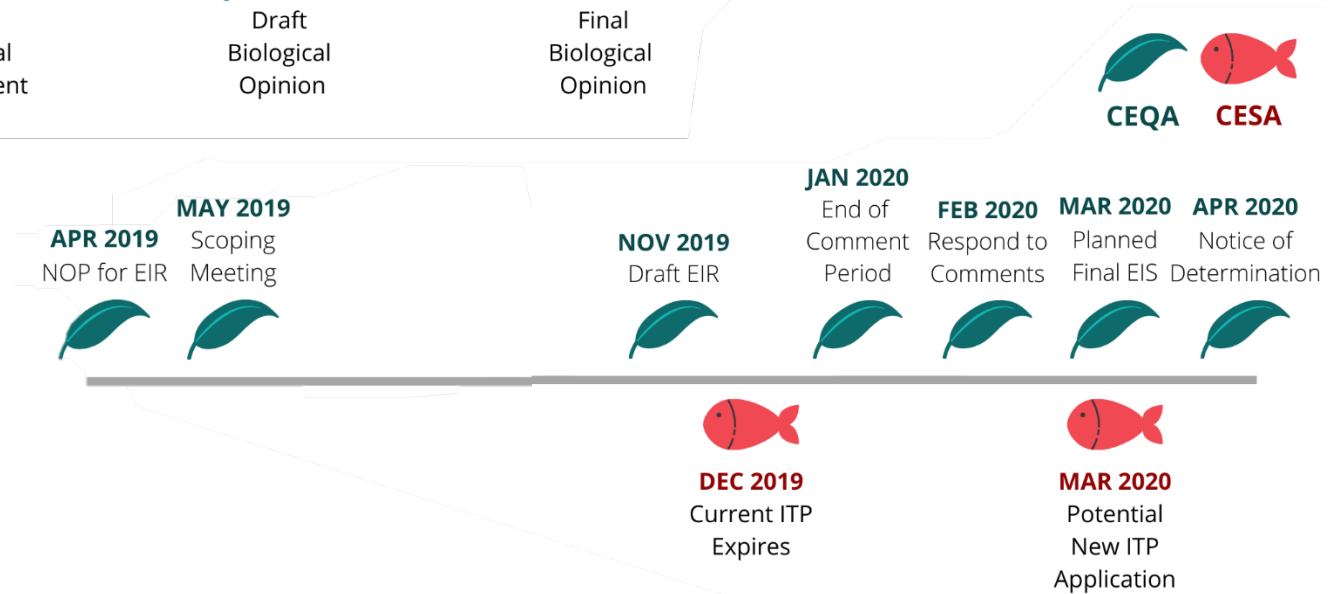 Draft
Biological
Opinion
Final
Biological
Opinion
CEQA
CESA
APR 2019
NOP for EIR
MAY 2019
Scoping
Meeting
NOV 2019
Draft EIR
JAN 2020
End of
Comment
Period
FEB 2020
Respond to
Comments
MAR 2020
Planned
Final EIS
APR 2020
Notice of
Determination
DEC 2019
Current ITP
Expires
MAR 2020
Potential
New ITP
Application